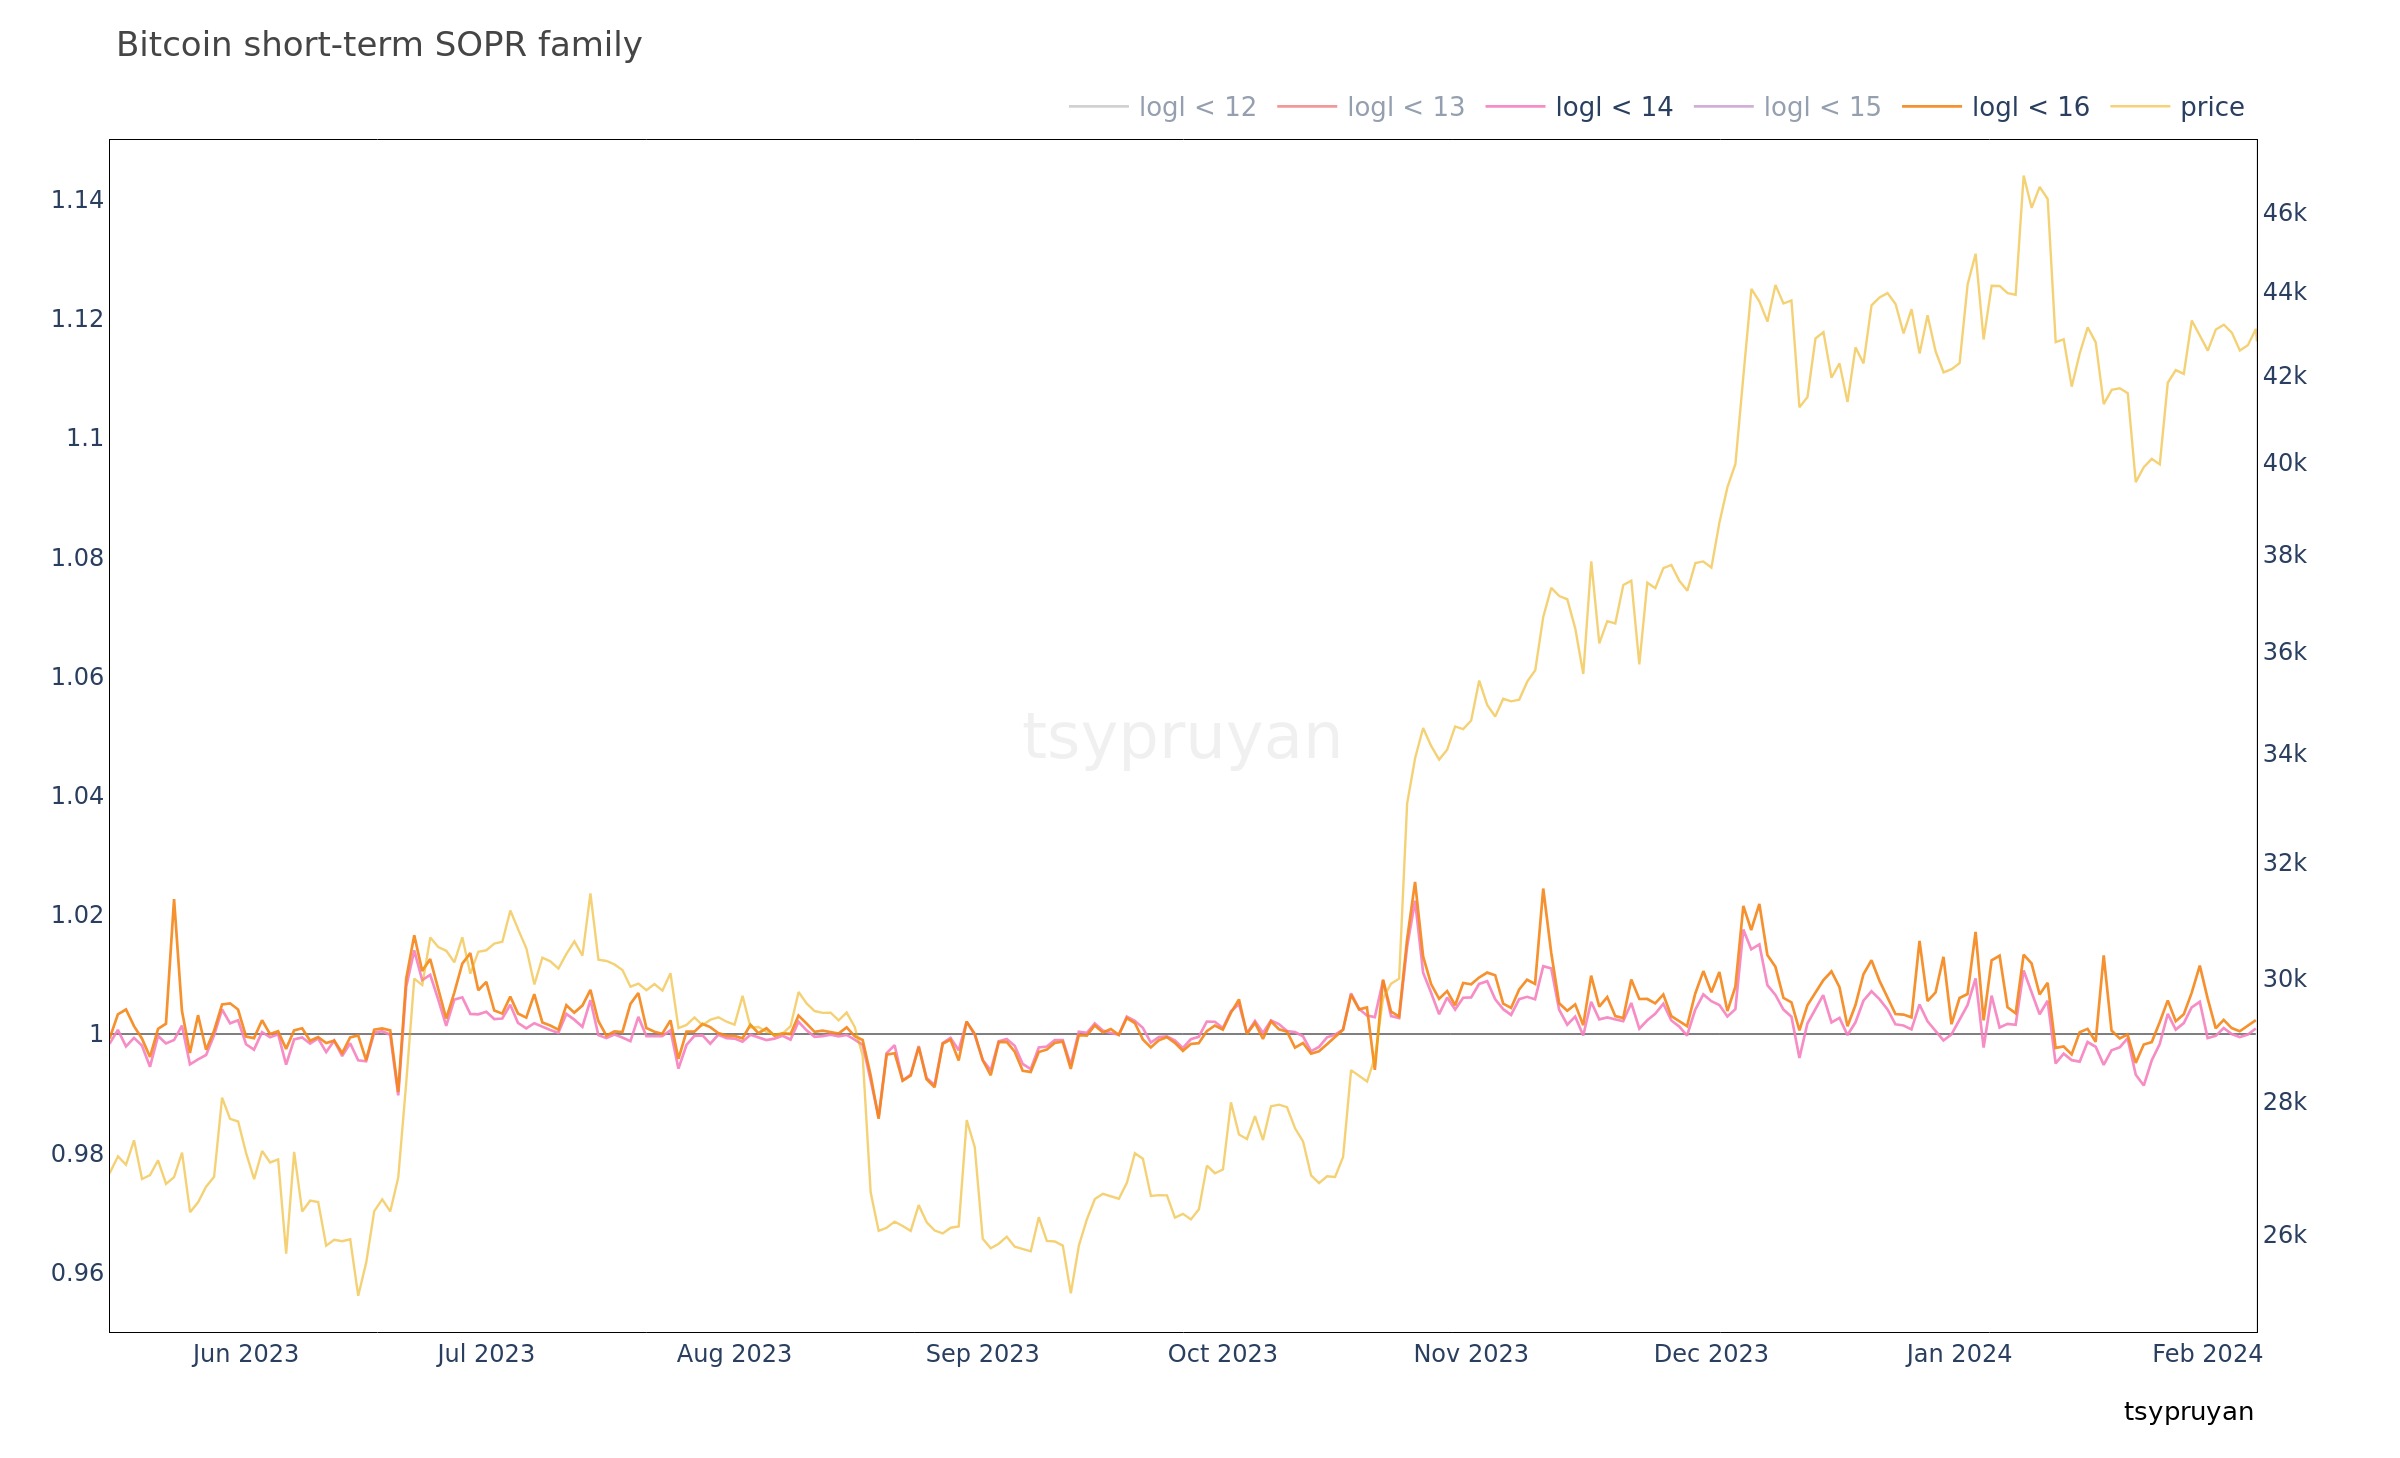 Bitcoin short-term SOPR family
logl < 12 logl < 13 logl < 14 logl < 15 logl < 16 price
1.14
1.12
1.1
1.08
1.06
1.04
1.02
1
0.98
0.96
46k
44k
42k
40k
38k
36k
34k
32k
30k
28k
26k
tsypruyan
Jun 2023 Jul 2023 Aug 2023 Sep 2023 Oct 2023 Nov 2023 Dec 2023 Jan 2024 Feb 2024
tsypruyan